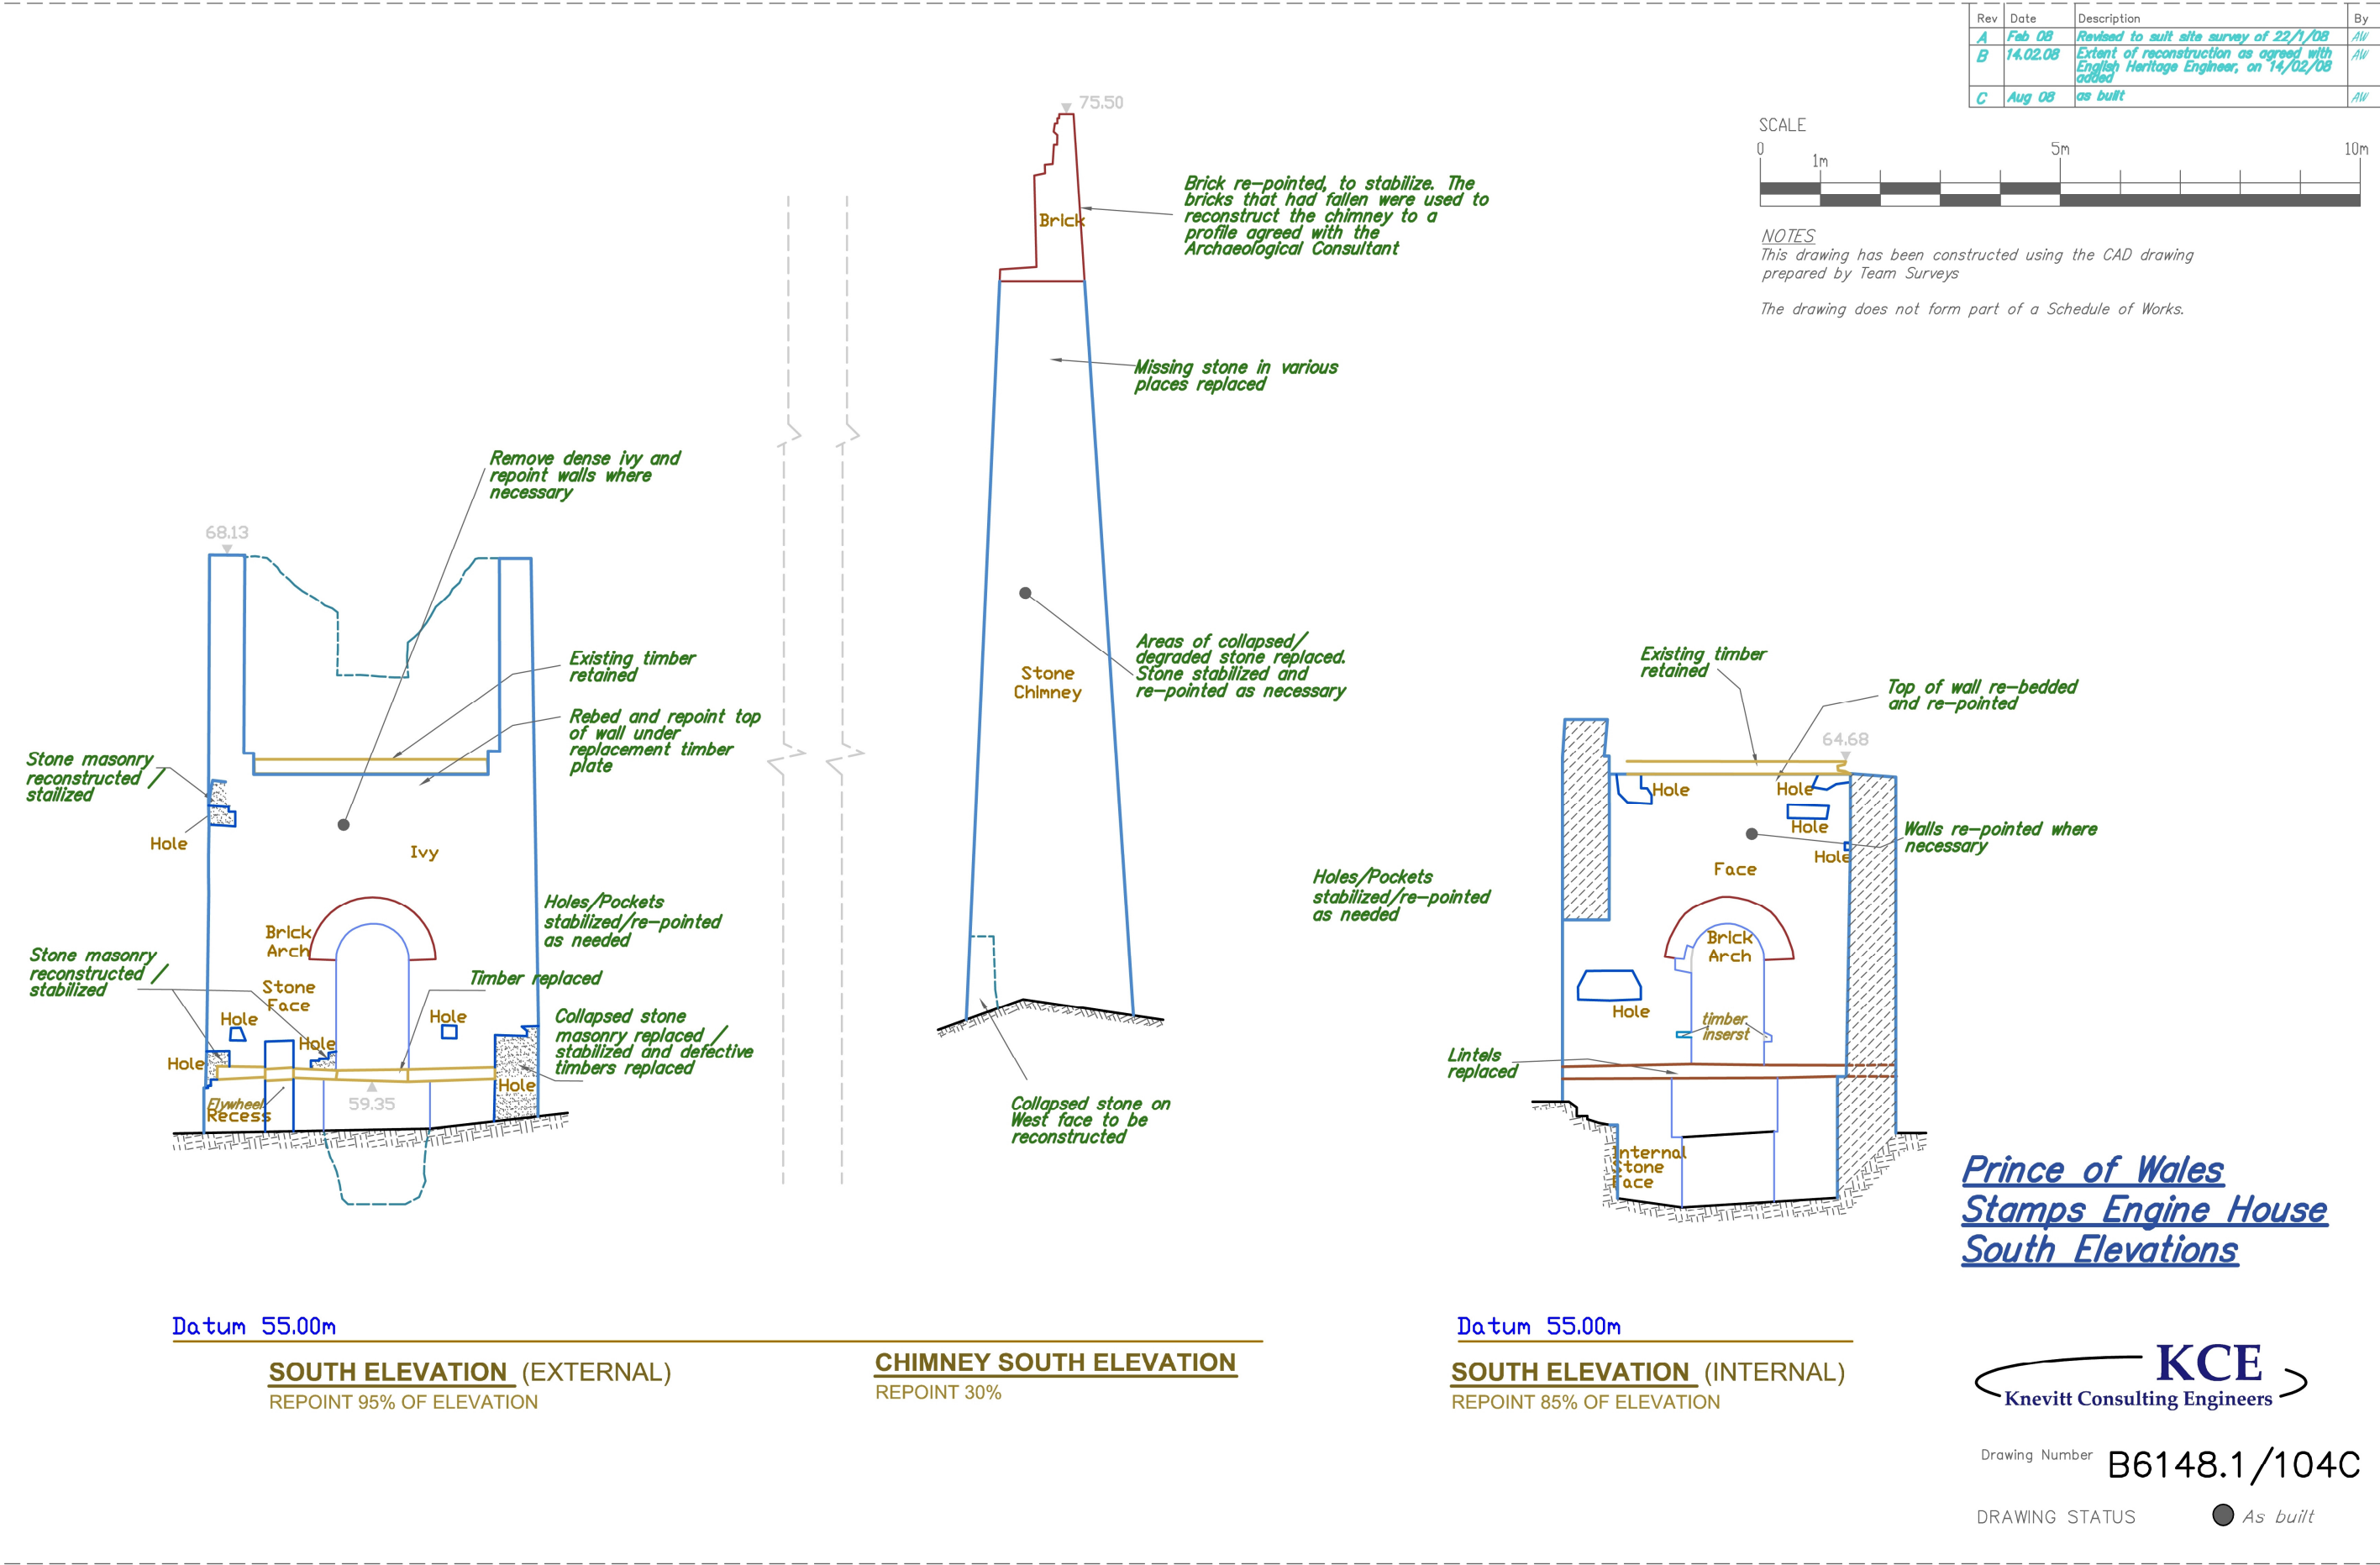 Rev Date Description By
A Feb 08 Revised to suit site survey of 22/1/08 AW
B 14.02.08 Extent of reconstruction as agreed with AW
English Heritage Engineer, on 14/02/08
added
C Aug 08 as built AW
SCALE
0 1m 5m 10m
NOTES
This drawing has been constructed using the CAD drawing
prepared by Team Surveys
The drawing does not form part of a Schedule of Works.
75.50
Brick re-pointed, to stabilize. The
bricks that had fallen were used to
reconstruct the chimney to a
profile agreed with the
Archaeological Consultant
Brick
Missing stone in various
places replaced
Areas of collapsed/
degraded stone replaced.
Stone stabilized and
re-pointed as necessary
Stone
Chimney
Collapsed stone on
West face to be
reconstructed
Remove dense ivy and
repoint walls where
necessary
68.13
Existing timber
retained
Rebed and repoint top
of wall under
replacement timber
plate
Stone masonry
reconstructed /
stailized
Hole
Ivy
Holes/Pockets
stabilized/re-pointed
as needed
Brick
Arch
Stone masonry
reconstructed /
stabilized
Timber replaced
Stone
Face
Hole
Hole
Hole
Hole
Collapsed stone
masonry replaced /
stabilized and defective
timbers replaced
Hole
Flywheel
Recess
59.35
Existing timber
retained
Top of wall re-bedded
and re-pointed
64.68
Hole
Hole
Hole
Hole
Walls re-pointed where
necessary
Face
Holes/Pockets
stabilized/re-pointed
as needed
Brick
Arch
Hole
timber
inserst
Lintels
replaced
Internal
Stone
Face
Prince of Wales
Stamps Engine House
South Elevations
Datum 55.00m
SOUTH ELEVATION (EXTERNAL)
REPOINT 95% OF ELEVATION
CHIMNEY SOUTH ELEVATION
REPOINT 30%
Datum 55.00m
SOUTH ELEVATION (INTERNAL)
REPOINT 85% OF ELEVATION
KCE
Knevitt Consulting Engineers
Drawing Number B6148.1/104C
DRAWING STATUS As built